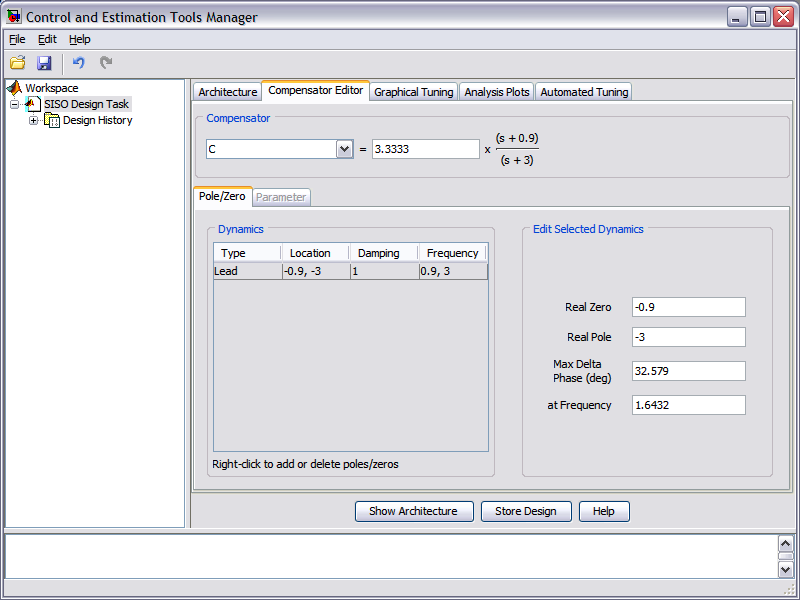 Control and Estimation Tools Manager
File Edit Help
Workspace
SISO Design Task
Design History
Architecture Compensator Editor Graphical Tuning Analysis Plots Automated Tuning
Compensator
C = 3.3333 x (s + 0.9)
(s + 3)
Pole/Zero Parameter
Dynamics
Type Location Damping Frequency
Lead -0.9, -3 1 0.9, 3
Right-click to add or delete poles/zeros
Edit Selected Dynamics
Real Zero -0.9
Real Pole -3
Max Delta
Phase (deg) 32.579
at Frequency 1.6432
Show Architecture Store Design Help